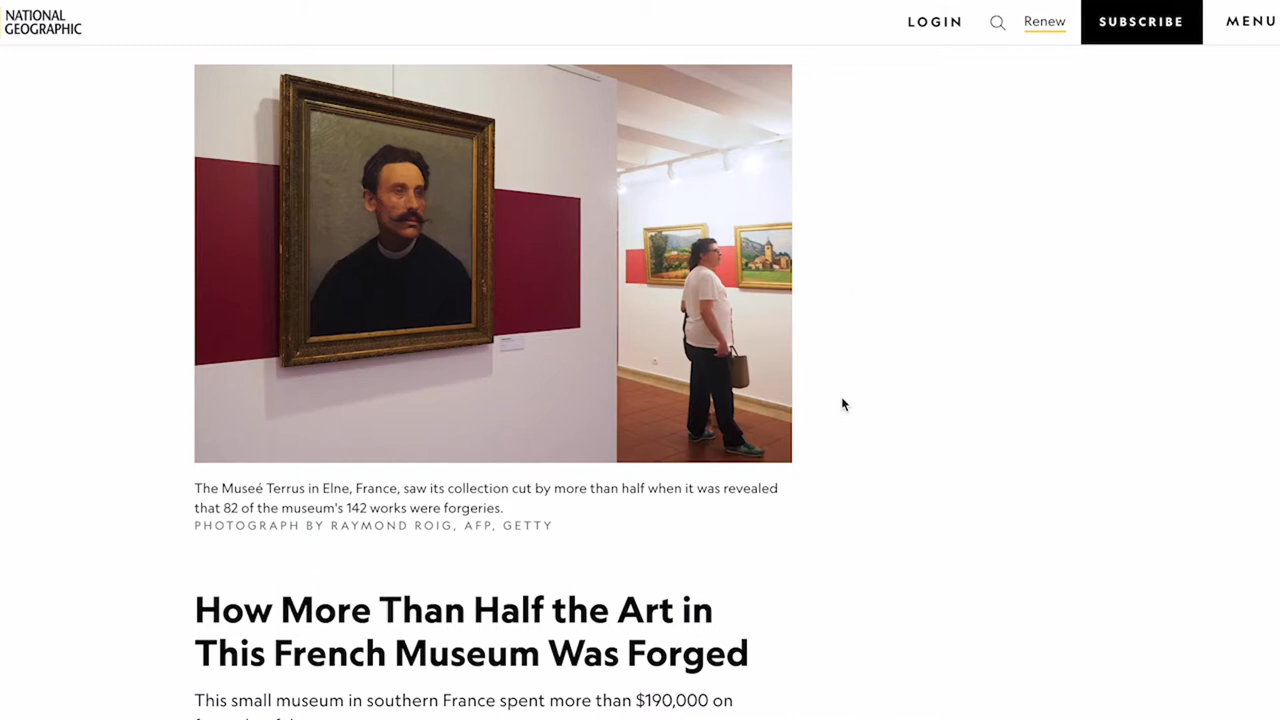 NATIONAL
GEOGRAPHIC
LOGIN
Renew
SUBSCRIBE
MENU
The Museé Terrus in Elne, France, saw its collection cut by more than half when it was revealed
that 82 of the museum's 142 works were forgeries.
PHOTOGRAPH BY RAYMOND ROIG, AFP, GETTY
How More Than Half the Art in
This French Museum Was Forged
This small museum in southern France spent more than $190,000 on